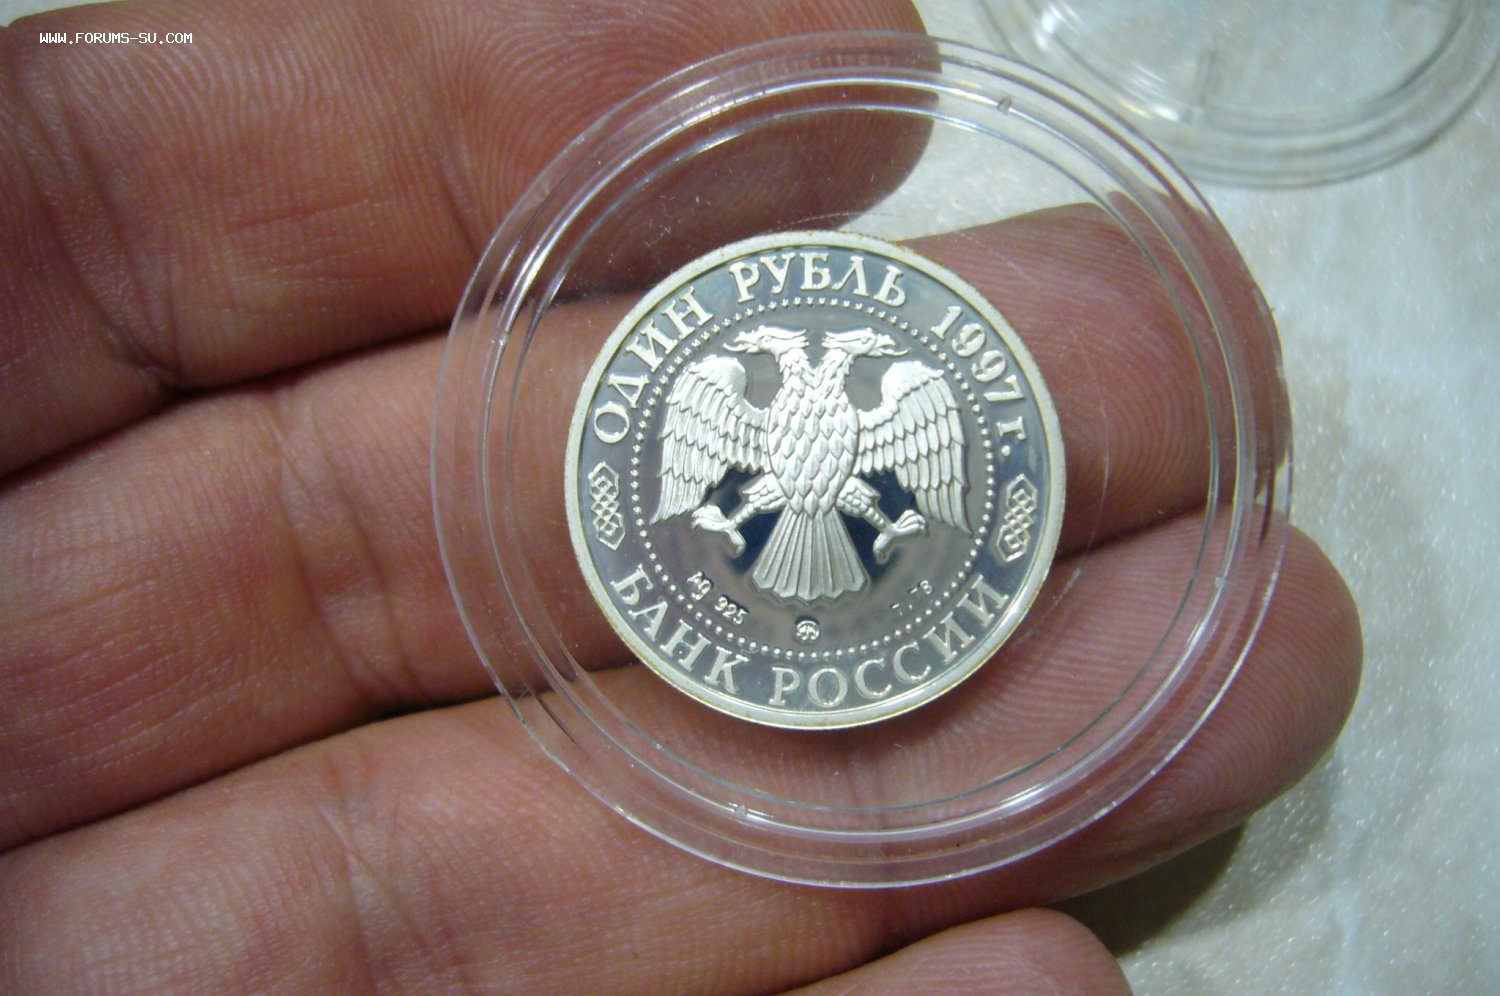 WWW.FORUMS-SU.COM
ОДИН РУБЛЬ 1997 г.
Ag 925
7.78
БАНК РОССИИ